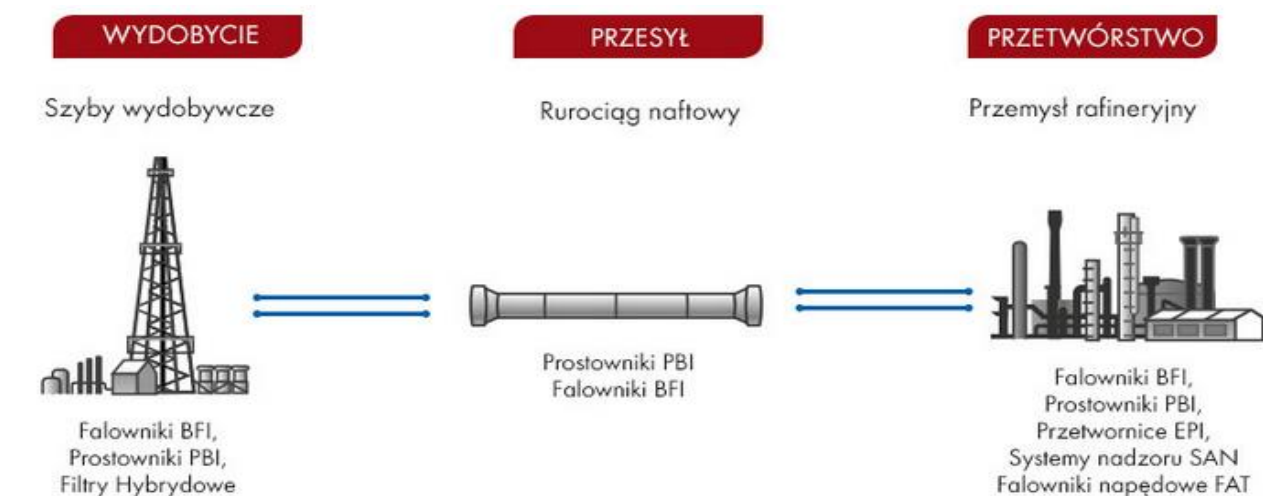 WYDOBYCIE
Szyby wydobywcze
Falowniki BFI,
Prostowniki PBI,
Filtry Hybrydowe
PRZESYŁ
Rurociąg naftowy
Prostowniki PBI
Falowniki BFI
PRZETWÓRSTWO
Przemysł rafineryjny
Falowniki BFI,
Prostowniki PBI,
Przetwornice EPI,
Systemy nadzoru SAN
Falowniki napędowe FAT